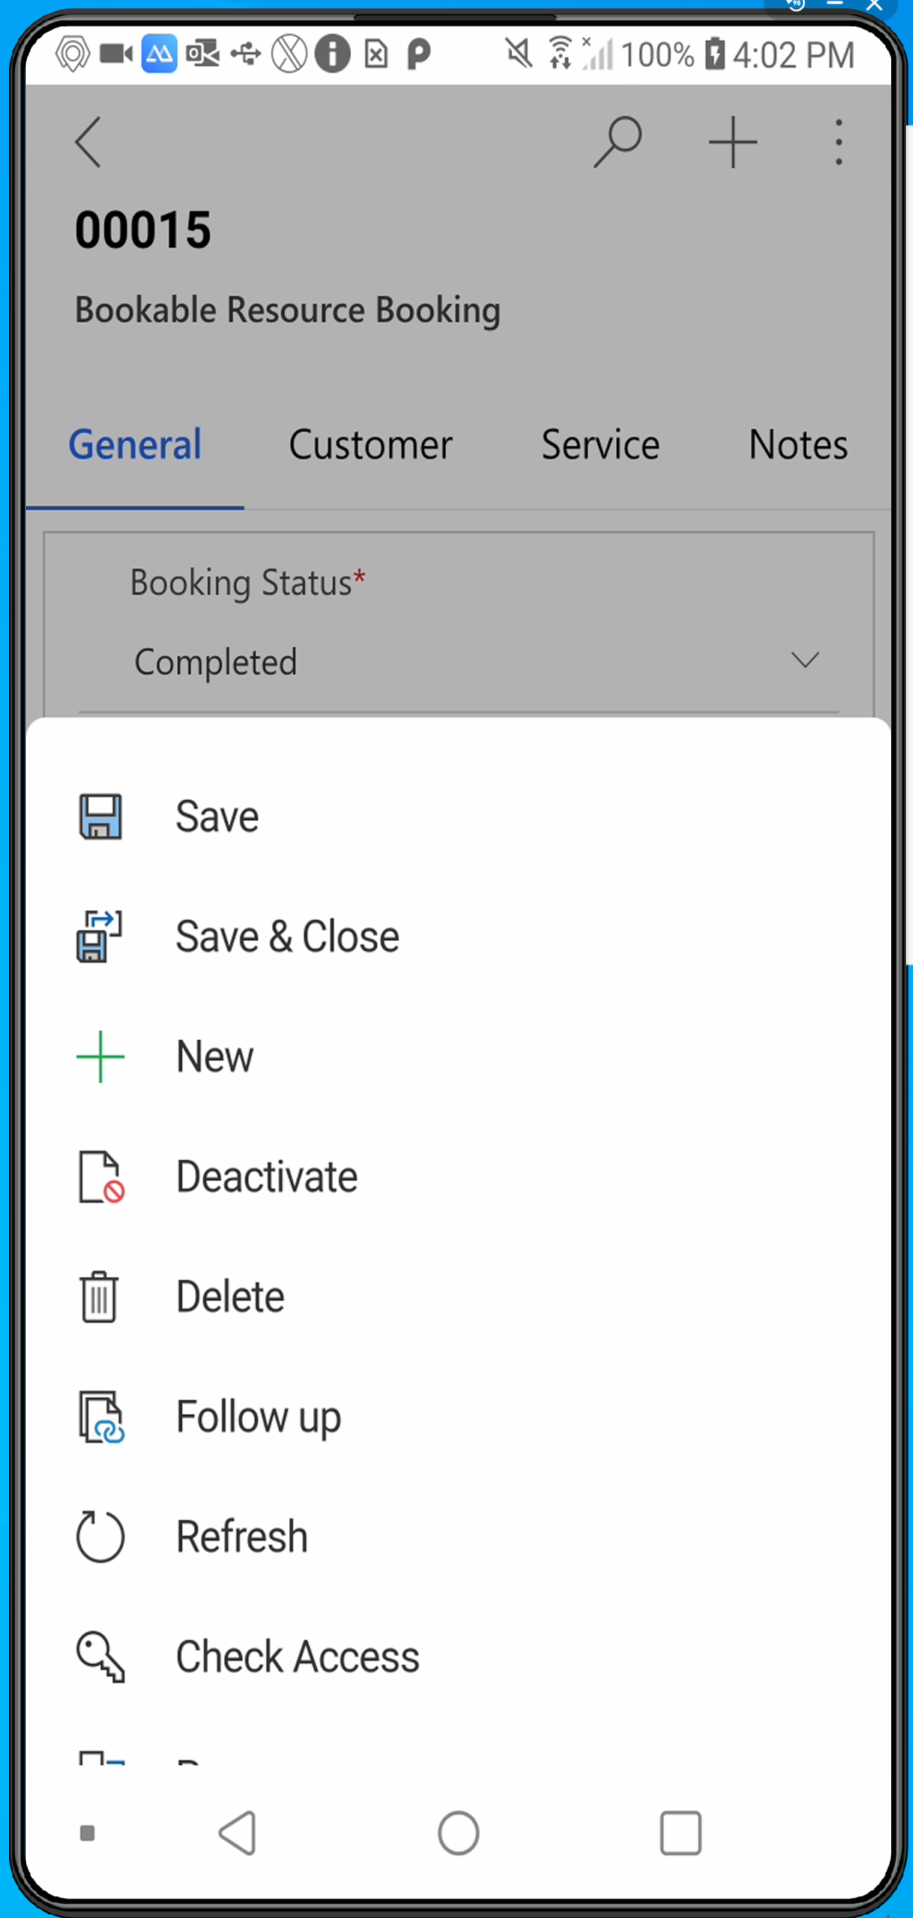 100% 4:02 PM
00015
Bookable Resource Booking
General Customer Service Notes
Booking Status*
Completed
Save
Save & Close
New
Deactivate
Delete
Follow up
Refresh
Check Access